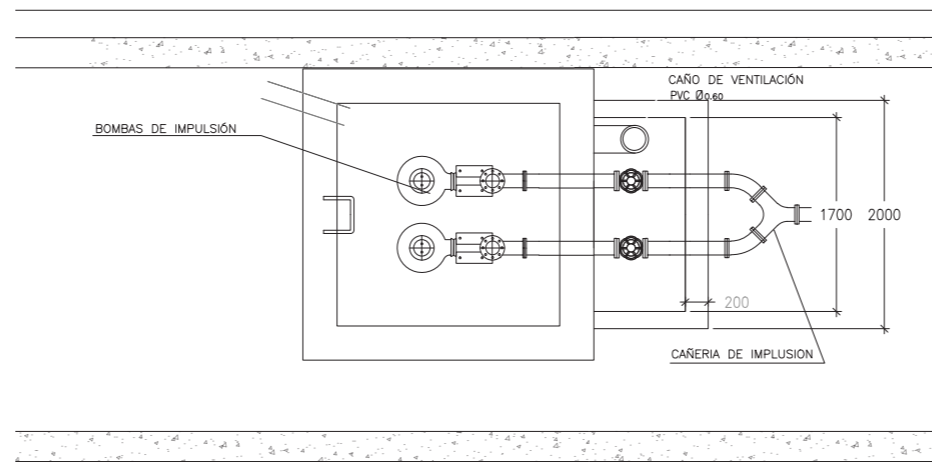 CAÑO DE VENTILACIÓN
PVC Ø0.60
BOMBAS DE IMPULSIÓN
1700
2000
200
CAÑERIA DE IMPLUSION